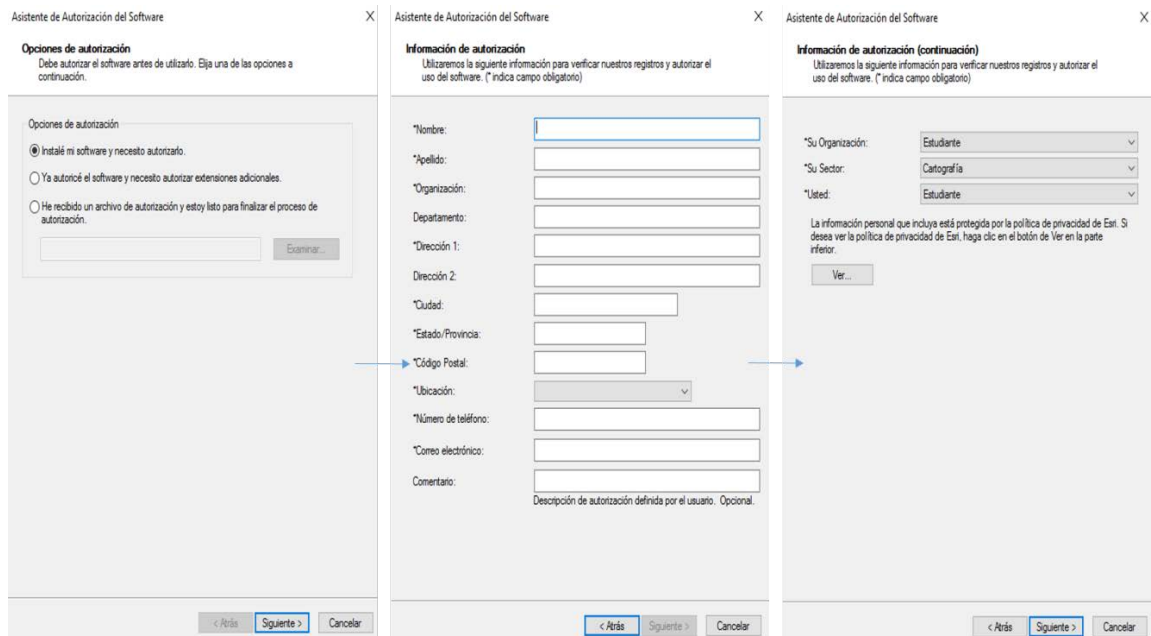 Asistente de Autorización del Software
X
Opciones de autorización
Debe autorizar el software antes de utilizarlo. Elija una de las opciones a
continuación.
Opciones de autorización
Instalé mi software y necesito autorizarlo.
Ya autoricé el software y necesito autorizar extensiones adicionales.
He recibido un archivo de autorización y estoy listo para finalizar el proceso de
autorización.
Examinar...
< Atrás
Siguiente >
Cancelar
Asistente de Autorización del Software
X
Información de autorización
Utilizaremos la siguiente información para verificar nuestros registros y autorizar el
uso del software. (* indica campo obligatorio)
*Nombre:
*Apellido:
*Organización:
Departamento:
*Dirección 1:
Dirección 2:
*Ciudad:
*Estado/Provincia:
*Código Postal:
*Ubicación:
*Número de teléfono:
*Correo electrónico:
Comentario:
Descripción de autorización definida por el usuario. Opcional.
< Atrás
Siguiente >
Cancelar
Asistente de Autorización del Software
X
Información de autorización (continuación)
Utilizaremos la siguiente información para verificar nuestros registros y autorizar el
uso del software. (* indica campo obligatorio)
*Su Organización: Estudiante
*Su Sector: Cartografía
*Usted: Estudiante
La información personal que incluya está protegida por la política de privacidad de Esri. Si
desea ver la política de privacidad de Esri, haga clic en el botón de Ver en la parte
inferior.
Ver...
< Atrás
Siguiente >
Cancelar